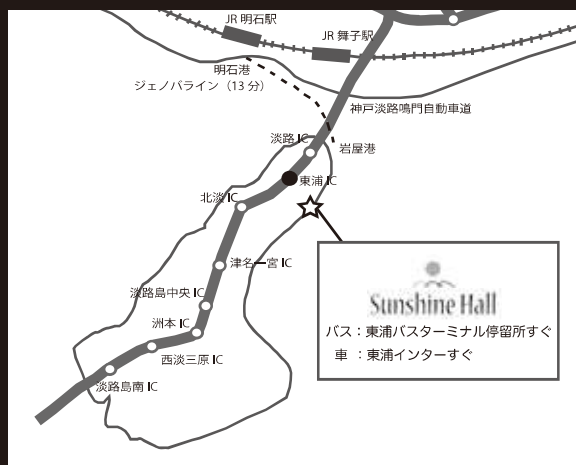 JR 明石駅
JR 舞子駅
明石港
ジェノバライン（13 分）
神戸淡路鳴門自動車道
淡路 IC
岩屋港
東浦 IC
北淡 IC
津名一宮 IC
淡路島中央 IC
洲本 IC
西淡三原 IC
淡路島南 IC
Sunshine Hall
バス：東浦バスターミナル停留所すぐ
車 ：東浦インターすぐ